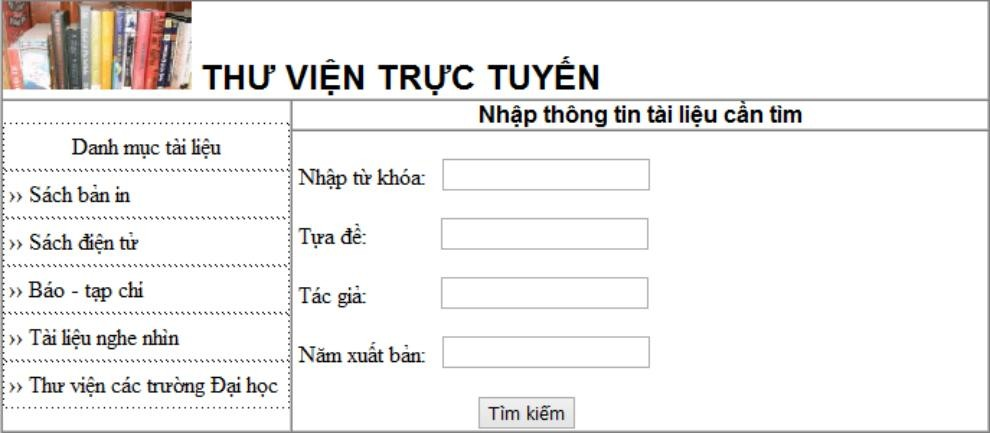 THƯ VIỆN TRỰC TUYẾN
Danh mục tài liệu
›› Sách bản in
›› Sách điện tử
›› Báo - tạp chí
›› Tài liệu nghe nhìn
›› Thư viện các trường Đại học
Nhập thông tin tài liệu cần tìm
Nhập từ khóa:
Tựa đề:
Tác giả:
Năm xuất bản:
Tìm kiếm